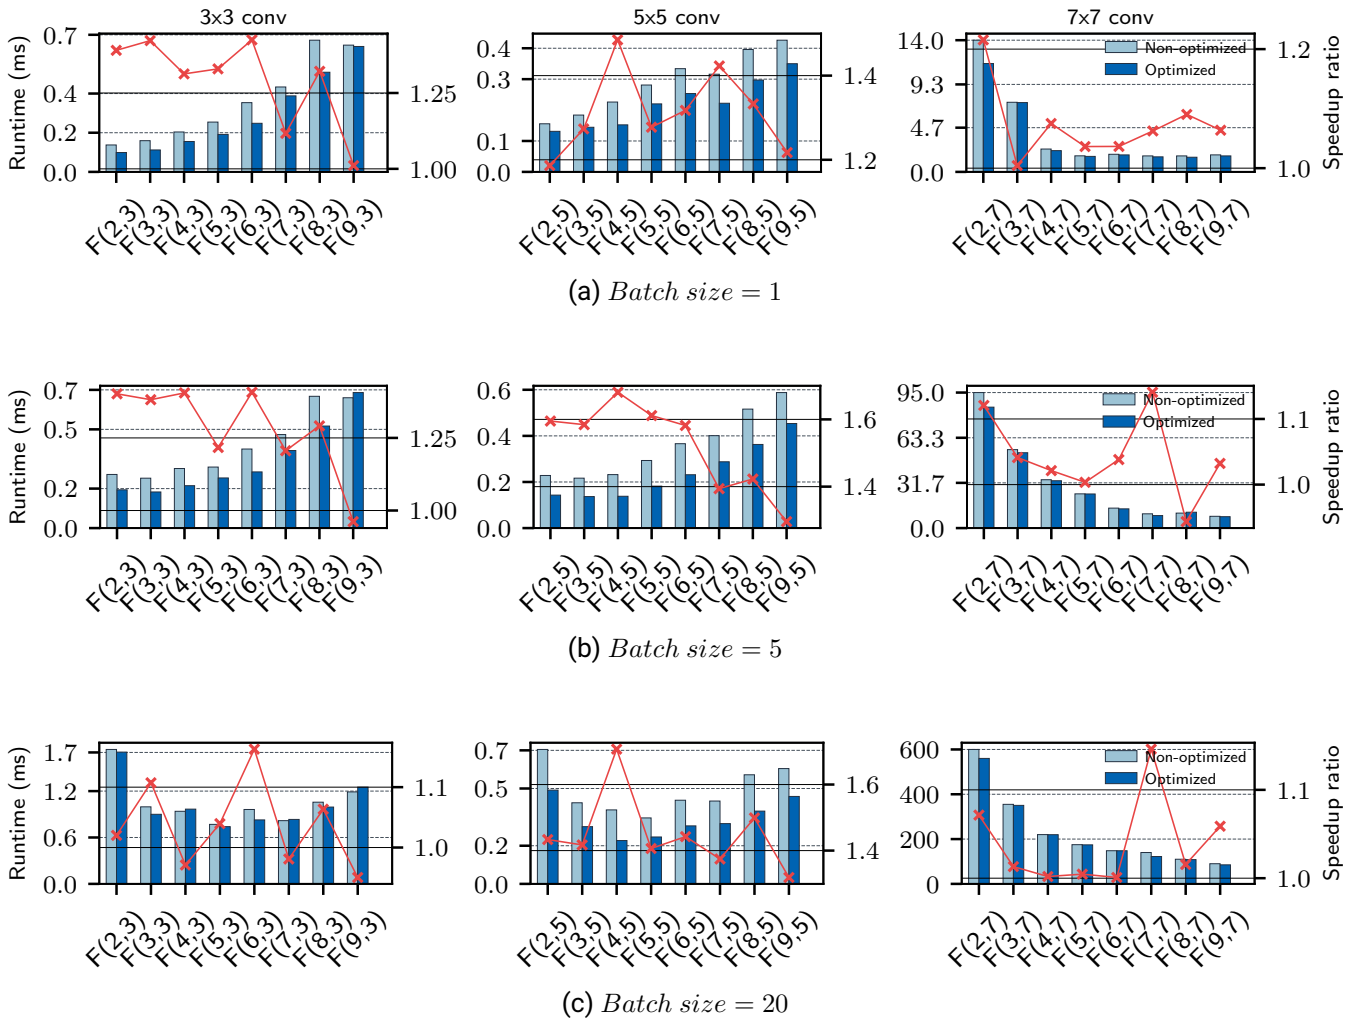 3x3 conv 5x5 conv 7x7 conv
Runtime (ms) 0.7 0.4 0.2 0.0 1.25 1.00
0.4 0.3 0.1 0.0 1.4 1.2
14.0 9.3 4.7 0.0 Non-optimized Optimized 1.2 1.0 Speedup ratio
F(2,3) F(3,3) F(4,3) F(5,3) F(6,3) F(7,3) F(8,3) F(9,3)
F(2,5) F(3,5) F(4,5) F(5,5) F(6,5) F(7,5) F(8,5) F(9,5)
F(2,7) F(3,7) F(4,7) F(5,7) F(6,7) F(7,7) F(8,7) F(9,7)
(a) Batch size = 1
Runtime (ms) 0.7 0.5 0.2 0.0 1.25 1.00
0.6 0.4 0.2 0.0 1.6 1.4
95.0 63.3 31.7 0.0 Non-optimized Optimized 1.1 1.0 Speedup ratio
F(2,3) F(3,3) F(4,3) F(5,3) F(6,3) F(7,3) F(8,3) F(9,3)
F(2,5) F(3,5) F(4,5) F(5,5) F(6,5) F(7,5) F(8,5) F(9,5)
F(2,7) F(3,7) F(4,7) F(5,7) F(6,7) F(7,7) F(8,7) F(9,7)
(b) Batch size = 5
Runtime (ms) 1.7 1.2 0.6 0.0 1.1 1.0
0.7 0.5 0.2 0.0 1.6 1.4
600 400 200 0 Non-optimized Optimized 1.1 1.0 Speedup ratio
F(2,3) F(3,3) F(4,3) F(5,3) F(6,3) F(7,3) F(8,3) F(9,3)
F(2,5) F(3,5) F(4,5) F(5,5) F(6,5) F(7,5) F(8,5) F(9,5)
F(2,7) F(3,7) F(4,7) F(5,7) F(6,7) F(7,7) F(8,7) F(9,7)
(c) Batch size = 20